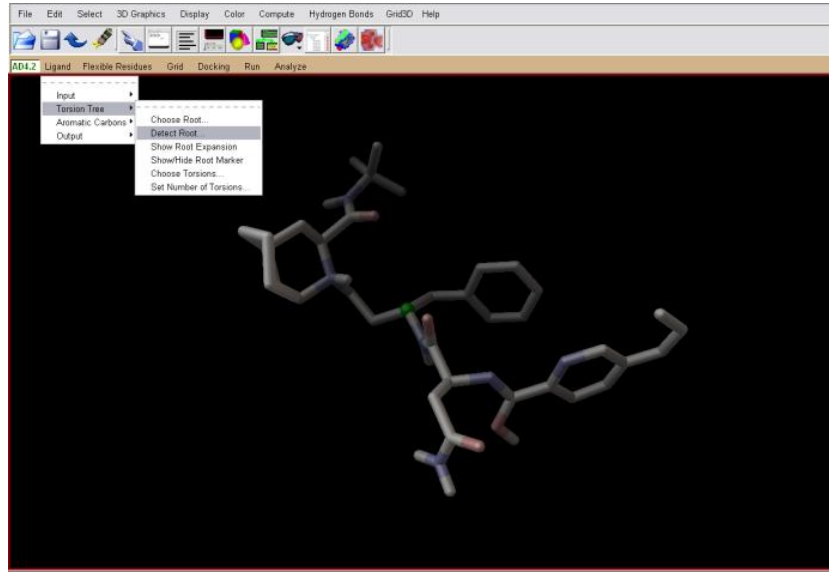 File Edit Select 3D Graphics Display Color Compute Hydrogen Bonds Grid3D Help
AD4.2 Ligand Flexible Residues Grid Docking Run Analyze
Input
Torsion Tree
Aromatic Carbons
Output
Choose Root...
Detect Root...
Show Root Expansion
Show/Hide Root Marker
Choose Torsions...
Set Number of Torsions...